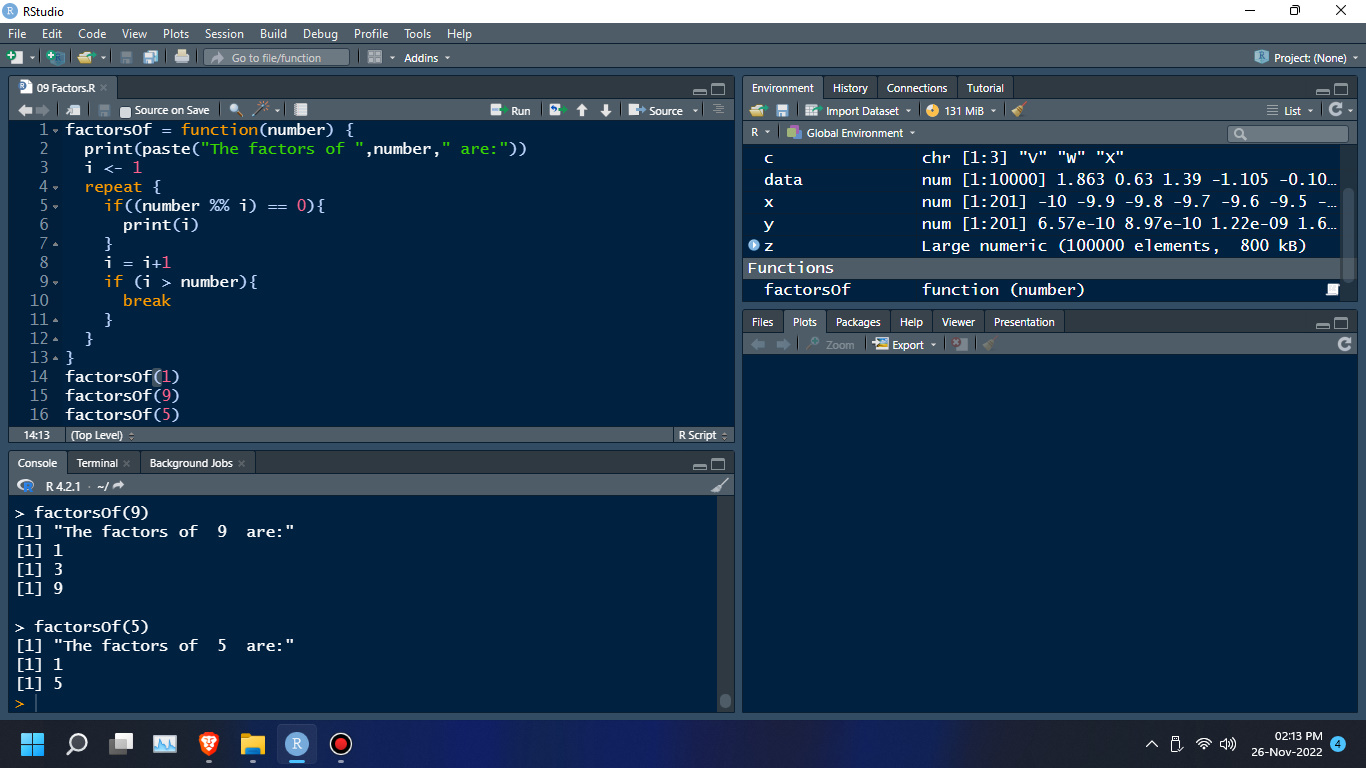 RStudio
File Edit Code View Plots Session Build Debug Profile Tools Help
Go to file/function Addins Project: (None)
09 Factors.R
Source on Save Run Source
1 factorsOf = function(number) {
2 print(paste("The factors of ",number," are:"))
3 i <- 1
4 repeat {
5 if((number %% i) == 0){
6 print(i)
7 }
8 i = i+1
9 if (i > number){
10 break
11 }
12 }
13 }
14 factorsOf(1)
15 factorsOf(9)
16 factorsOf(5)
14:13 (Top Level) R Script
Console Terminal Background Jobs
R 4.2.1 · ~/
> factorsOf(9)
[1] "The factors of  9  are:"
[1] 1
[1] 3
[1] 9
> factorsOf(5)
[1] "The factors of  5  are:"
[1] 1
[1] 5
>
Environment History Connections Tutorial
Import Dataset 131 MiB List
R Global Environment
c chr [1:3] "V" "W" "X"
data num [1:10000] 1.863 0.63 1.39 -1.105 -0.10…
x num [1:201] -10 -9.9 -9.8 -9.7 -9.6 -9.5 -…
y num [1:201] 6.57e-10 8.97e-10 1.22e-09 1.6…
z Large numeric (100000 elements, 800 kB)
Functions
factorsOf function (number)
Files Plots Packages Help Viewer Presentation
Zoom Export
02:13 PM
26-Nov-2022 4